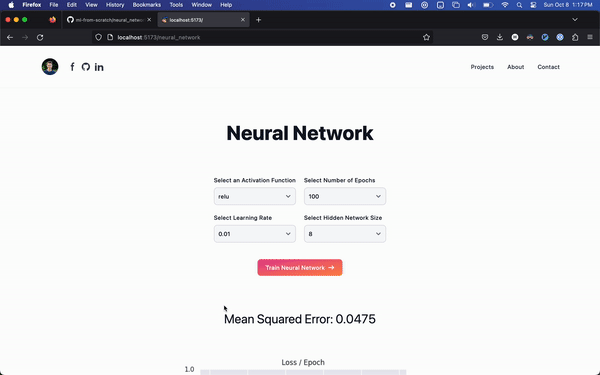 Firefox File Edit View History Bookmarks Tools Window Help Sun Oct 8 1:17 PM
ml-from-scratch/neural_networ localhost:5173/
localhost:5173/neural_network
f in Projects About Contact
Neural Network
Select an Activation Function Select Number of Epochs
relu 100
Select Learning Rate Select Hidden Network Size
0.01 8
Train Neural Network →
Mean Squared Error: 0.0475
Loss / Epoch
1.0